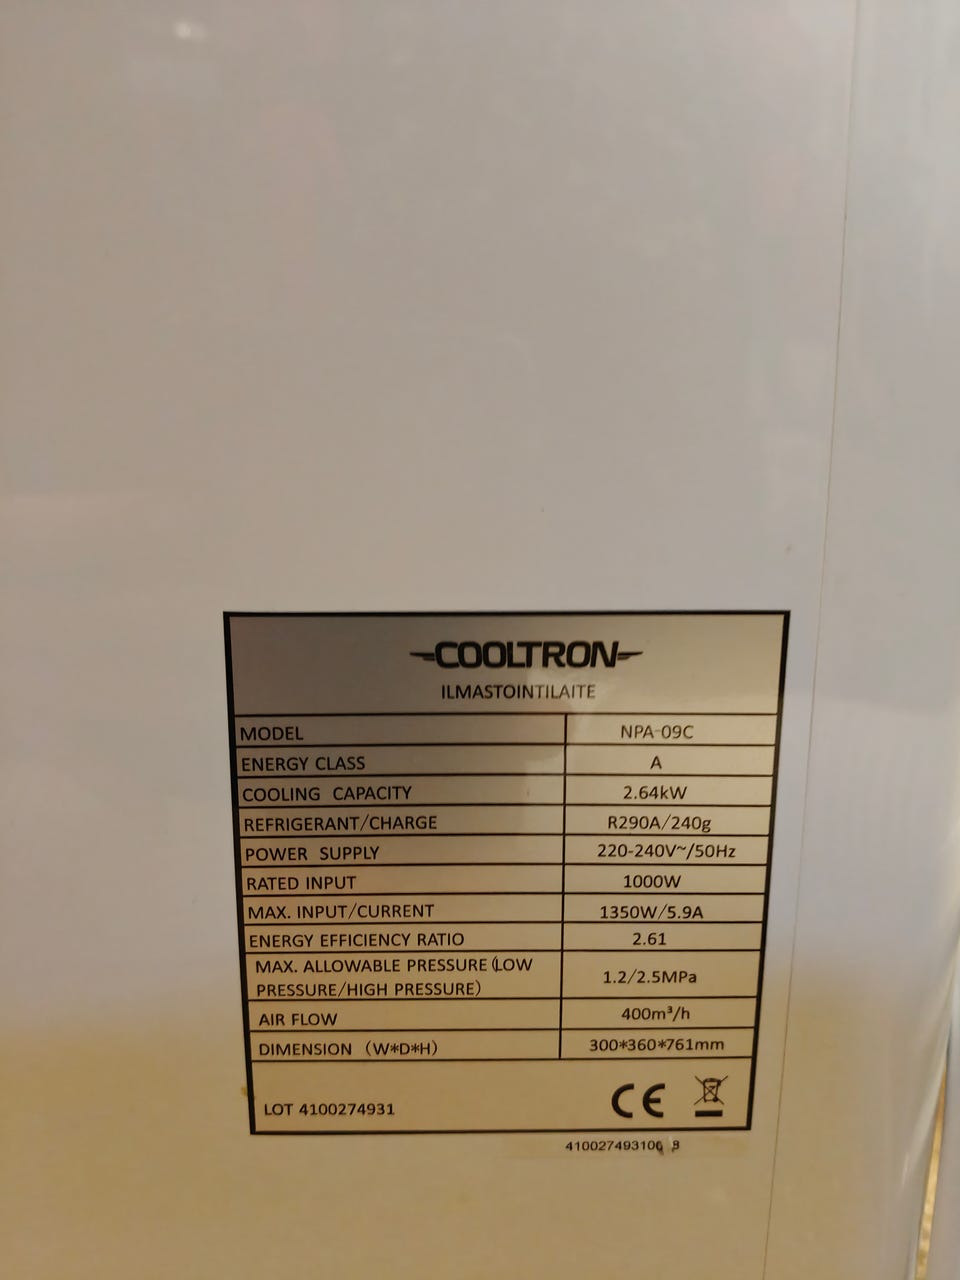 COOLTRON
ILMASTOINTILAITE
MODEL NPA-09C
ENERGY CLASS A
COOLING CAPACITY 2.64kW
REFRIGERANT/CHARGE R290A/240g
POWER SUPPLY 220-240V~/50Hz
RATED INPUT 1000W
MAX. INPUT/CURRENT 1350W/5.9A
ENERGY EFFICIENCY RATIO 2.61
MAX. ALLOWABLE PRESSURE (LOW
PRESSURE/HIGH PRESSURE) 1.2/2.5MPa
AIR FLOW 400m³/h
DIMENSION (W*D*H) 300*360*761mm
LOT 4100274931 CE